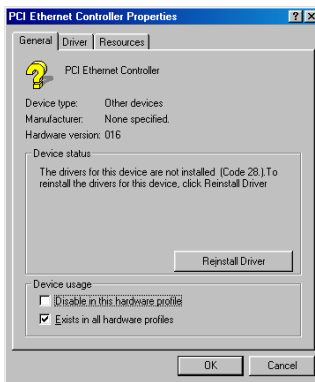 PCI Ethernet Controller Properties
General Driver Resources
PCI Ethernet Controller
Device type: Other devices
Manufacturer: None specified.
Hardware version: 016
Device status
The drivers for this device are not installed (Code 28.).To
reinstall the drivers for this device, click Reinstall Driver
Reinstall Driver
Device usage
Disable in this hardware profile
Exists in all hardware profiles
OK Cancel